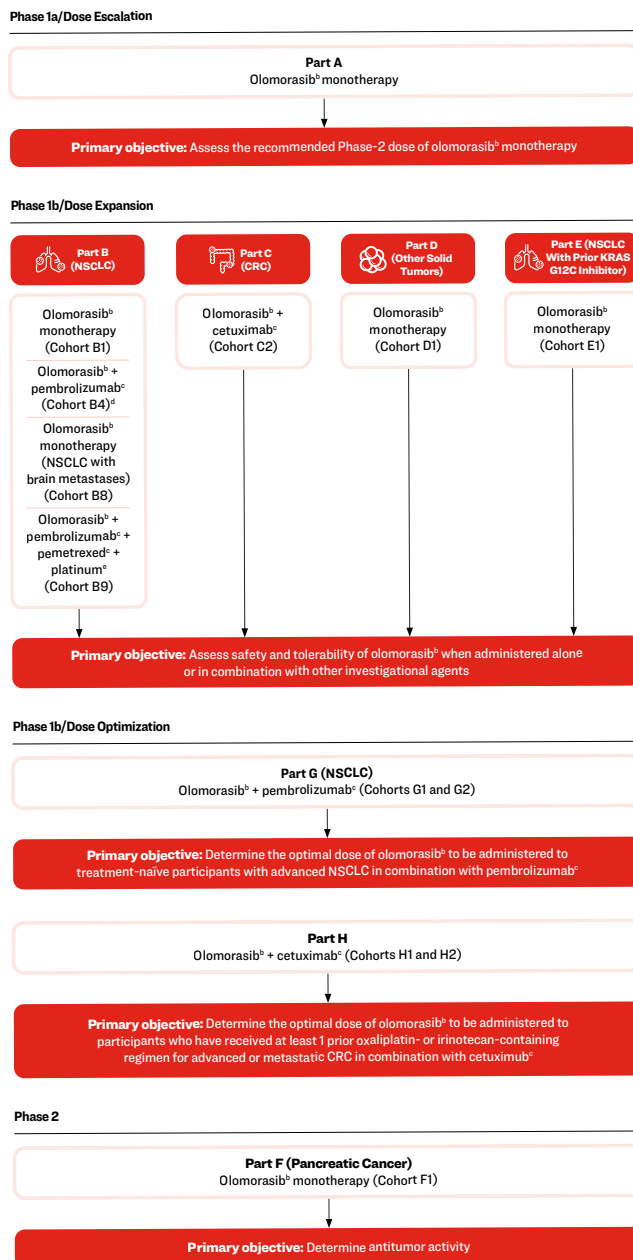 Phase 1a/Dose Escalation
Part A
Olomorasibᵇ monotherapy
Primary objective: Assess the recommended Phase-2 dose of olomorasibᵇ monotherapy
Phase 1b/Dose Expansion
Part B
(NSCLC)
Olomorasibᵇ
monotherapy
(Cohort B1)
Olomorasibᵇ +
pembrolizumabᶜ
(Cohort B4)ᵈ
Olomorasibᵇ
monotherapy
(NSCLC with
brain metastases)
(Cohort B8)
Olomorasibᵇ +
pembrolizumabᶜ +
pemetrexedᶜ +
platinumᵉ
(Cohort B9)
Part C
(CRC)
Olomorasibᵇ +
cetuximabᶜ
(Cohort C2)
Part D
(Other Solid
Tumors)
Olomorasibᵇ
monotherapy
(Cohort D1)
Part E (NSCLC
With Prior KRAS
G12C Inhibitor)
Olomorasibᵇ
monotherapy
(Cohort E1)
Primary objective: Assess safety and tolerability of olomorasibᵇ when administered alone
or in combination with other investigational agents
Phase 1b/Dose Optimization
Part G (NSCLC)
Olomorasibᵇ + pembrolizumabᶜ (Cohorts G1 and G2)
Primary objective: Determine the optimal dose of olomorasibᵇ to be administered to
treatment-naïve participants with advanced NSCLC in combination with pembrolizumabᶜ
Part H
Olomorasibᵇ + cetuximabᶜ (Cohorts H1 and H2)
Primary objective: Determine the optimal dose of olomorasibᵇ to be administered to
participants who have received at least 1 prior oxaliplatin- or irinotecan-containing
regimen for advanced or metastatic CRC in combination with cetuximubᶜ
Phase 2
Part F (Pancreatic Cancer)
Olomorasibᵇ monotherapy (Cohort F1)
Primary objective: Determine antitumor activity